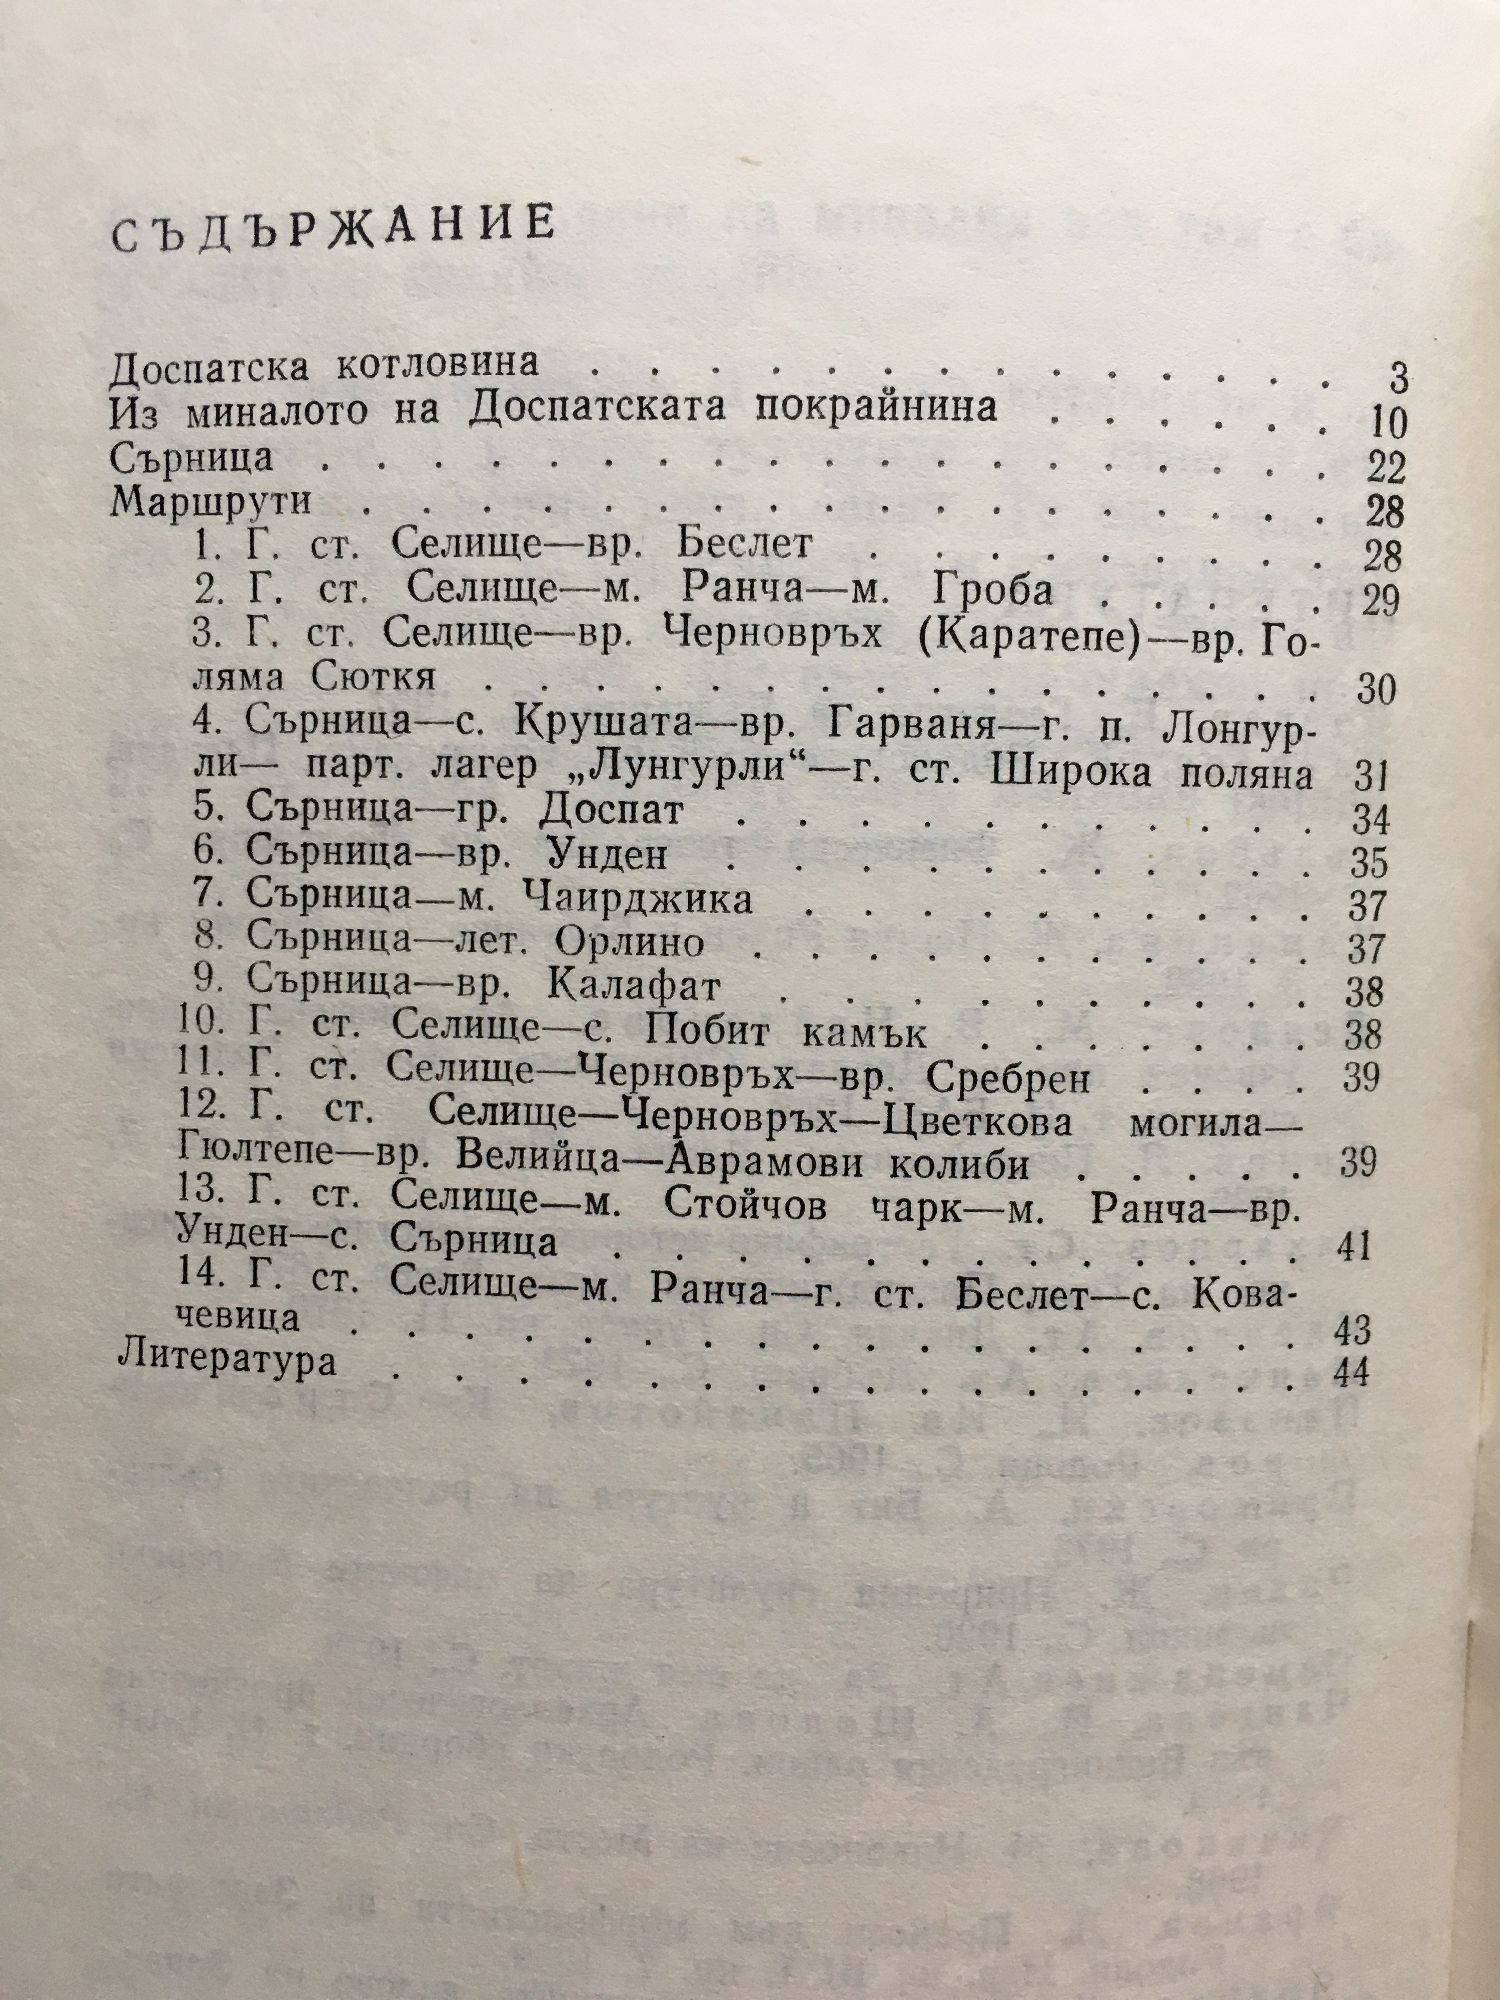 СЪДЪРЖАНИЕ
Доспатска котловина . . . . . . . . . . . . . . 3
Из миналото на Доспатската покрайнина . . . . . . 10
Сърница . . . . . . . . . . . . . . . . . . . 22
Маршрути . . . . . . . . . . . . . . . . . . 28
1. Г. ст. Селище—вр. Беслет . . . . . . . . . 28
2. Г. ст. Селище—м. Ранча—м. Гроба . . . . . 29
3. Г. ст. Селище—вр. Черновръх (Каратепе)—вр. Го-
ляма Сюткя . . . . . . . . . . . . . . . . 30
4. Сърница—с. Крушата—вр. Гарваня—г. п. Лонгур-
ли— парт. лагер „Лунгурли“—г. ст. Широка поляна 31
5. Сърница—гр. Доспат . . . . . . . . . . . 34
6. Сърница—вр. Унден . . . . . . . . . . . 35
7. Сърница—м. Чаирджика . . . . . . . . . . 37
8. Сърница—лет. Орлино . . . . . . . . . . . 37
9. Сърница—вр. Калафат . . . . . . . . . . 38
10. Г. ст. Селище—с. Побит камък . . . . . . . 38
11. Г. ст. Селище—Черновръх—вр. Сребрен . . . . 39
12. Г. ст. Селище—Черновръх—Цветкова могила—
Гюлтепе—вр. Велийца—Аврамови колиби . . . . . 39
13. Г. ст. Селище—м. Стойчов чарк—м. Ранча—вр.
Унден—с. Сърница . . . . . . . . . . . . 41
14. Г. ст. Селище—м. Ранча—г. ст. Беслет—с. Кова-
чевица . . . . . . . . . . . . . . . . . 43
Литература . . . . . . . . . . . . . . . . 44